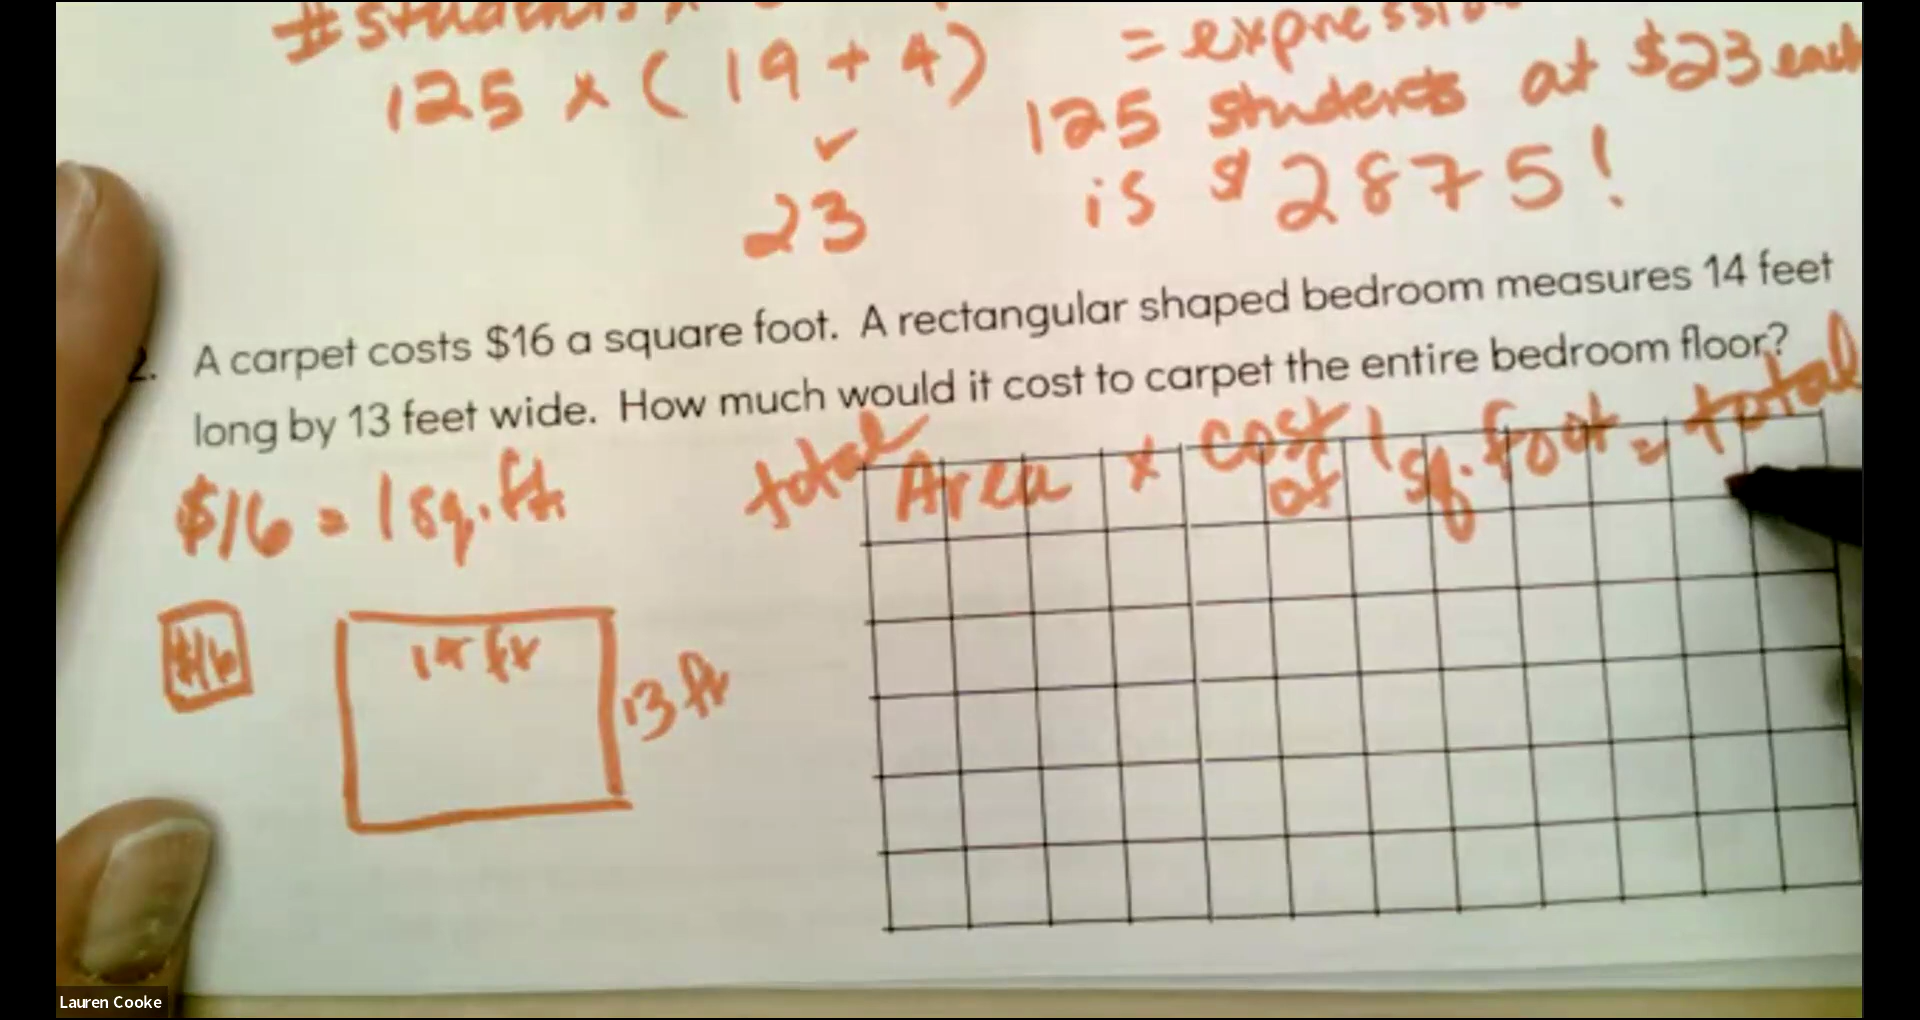 # students x
125 x ( 19 + 4 )
= expressio
23
125 students at $23 each
is $2875!
2. A carpet costs $16 a square foot. A rectangular shaped bedroom measures 14 feet
long by 13 feet wide. How much would it cost to carpet the entire bedroom floor?
$16 = 1 sq. ft.
total Area x cost of 1 sq. foot = total
$16
14 ft
13 ft
Lauren Cooke